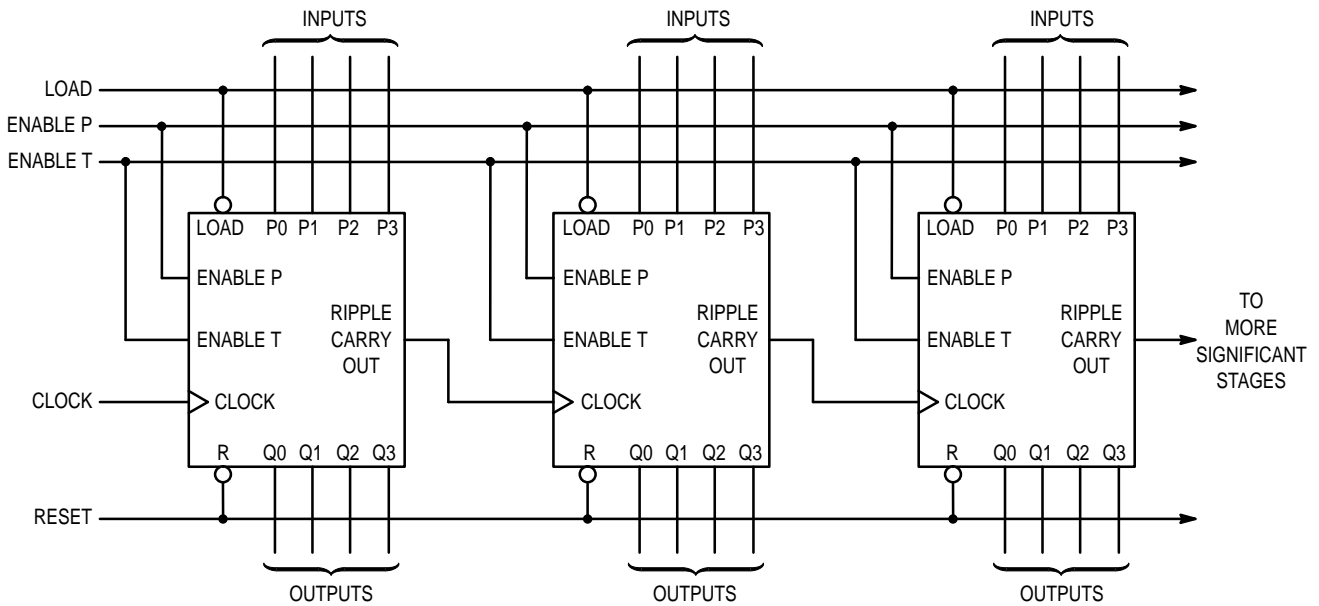 INPUTS INPUTS INPUTS
LOAD
ENABLE P
ENABLE T
LOAD P0 P1 P2 P3 LOAD P0 P1 P2 P3 LOAD P0 P1 P2 P3
ENABLE P ENABLE P ENABLE P
RIPPLE CARRY OUT RIPPLE CARRY OUT RIPPLE CARRY OUT
ENABLE T ENABLE T ENABLE T
TO
MORE
SIGNIFICANT
STAGES
CLOCK CLOCK CLOCK CLOCK
R Q0 Q1 Q2 Q3 R Q0 Q1 Q2 Q3 R Q0 Q1 Q2 Q3
RESET
OUTPUTS OUTPUTS OUTPUTS